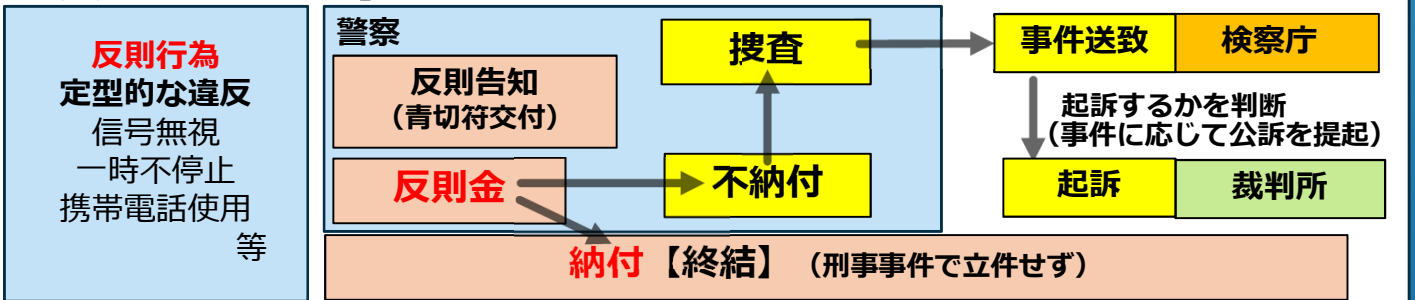 反則行為
定型的な違反
信号無視
一時不停止
携帯電話使用
等
警察
反則告知
（青切符交付）
反則金
捜査
不納付
事件送致
検察庁
起訴するかを判断
（事件に応じて公訴を提起）
起訴
裁判所
納付【終結】（刑事事件で立件せず）